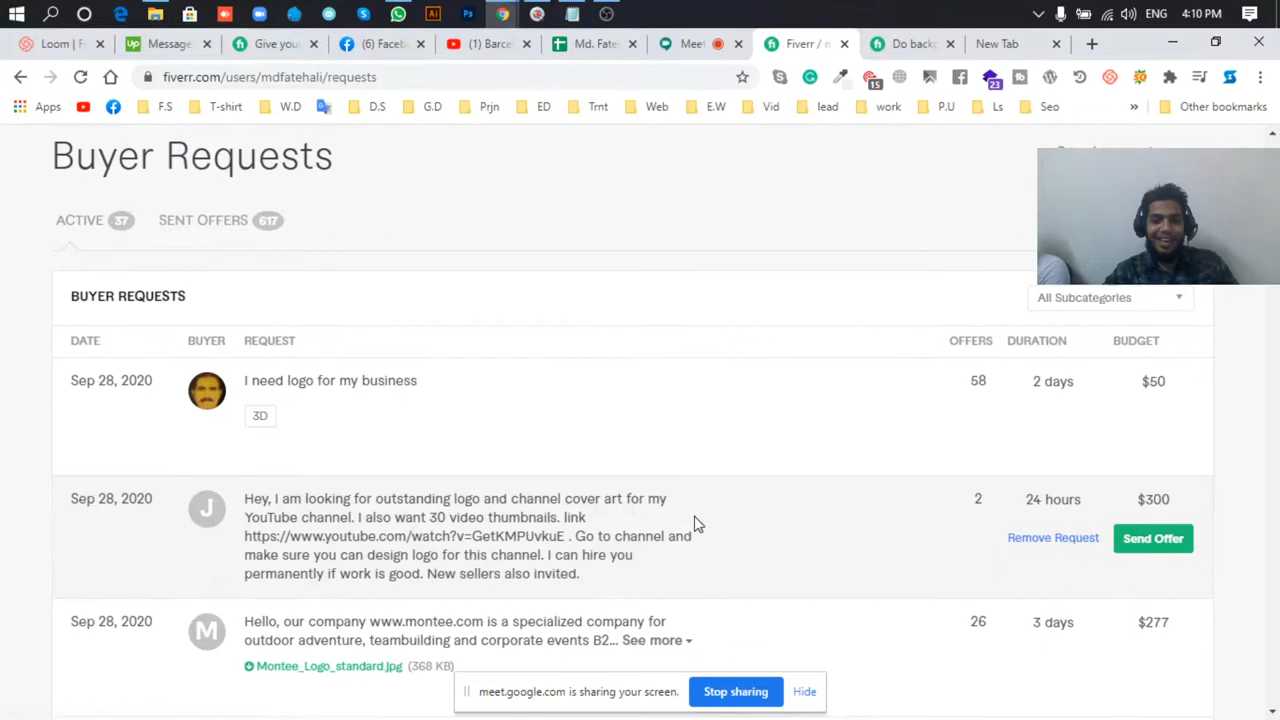 ENG
4:10 PM
Loom | F
Message
Give you
(6) Faceb
(1) Barce
Md. Fate
Meet
Fiverr / r
Do back
New Tab
fiverr.com/users/mdfatehali/requests
15
23
Apps
F.S
T-shirt
W.D
D.S
G.D
Prjn
ED
Trnt
Web
E.W
Vid
lead
work
P.U
Ls
Seo
Other bookmarks
Buyer Requests
ACTIVE 37
SENT OFFERS 617
BUYER REQUESTS
All Subcategories
DATE
BUYER
REQUEST
OFFERS
DURATION
BUDGET
Sep 28, 2020
I need logo for my business
58
2 days
$50
3D
Sep 28, 2020
J
Hey, I am looking for outstanding logo and channel cover art for my
YouTube channel. I also want 30 video thumbnails. link
https://www.youtube.com/watch?v=GetKMPUvkuE . Go to channel and
make sure you can design logo for this channel. I can hire you
permanently if work is good. New sellers also invited.
2
24 hours
$300
Remove Request
Send Offer
Sep 28, 2020
M
Hello, our company www.montee.com is a specialized company for
outdoor adventure, teambuilding and corporate events B2... See more
26
3 days
$277
Montee_Logo_standard.jpg (368 KB)
meet.google.com is sharing your screen.
Stop sharing
Hide